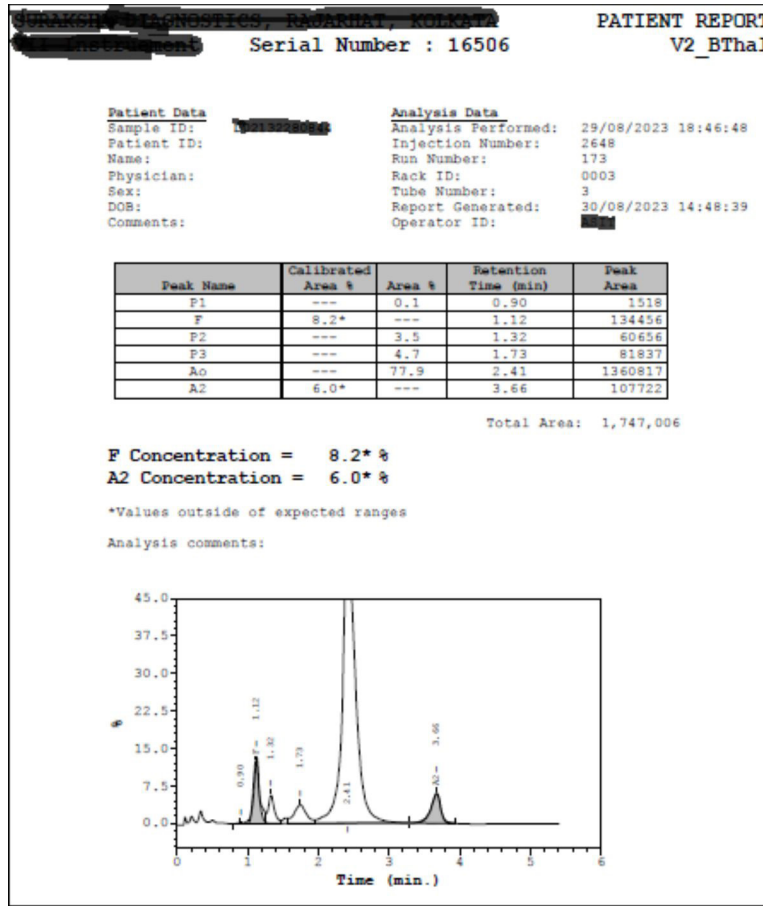 PATIENT REPORT
Serial Number : 16506 V2_BThal
Patient Data Analysis Data
Sample ID: Analysis Performed: 29/08/2023 18:46:48
Patient ID: Injection Number: 2648
Name: Run Number: 173
Physician: Rack ID: 0003
Sex: Tube Number: 3
DOB: Report Generated: 30/08/2023 14:48:39
Comments: Operator ID:
Peak Name Calibrated Area % Area % Retention Time (min) Peak Area
P1 --- 0.1 0.90 1518
F 8.2* --- 1.12 134456
P2 --- 3.5 1.32 60656
P3 --- 4.7 1.73 81837
Ao --- 77.9 2.41 1360817
A2 6.0* --- 3.66 107722
Total Area: 1,747,006
F Concentration = 8.2* %
A2 Concentration = 6.0* %
*Values outside of expected ranges
Analysis comments:
%
45.0
37.5
30.0
22.5
15.0
7.5
0.0
0.90
F- 1.12
1.32
1.73
2.41
A2- 3.66
0 1 2 3 4 5 6
Time (min.)